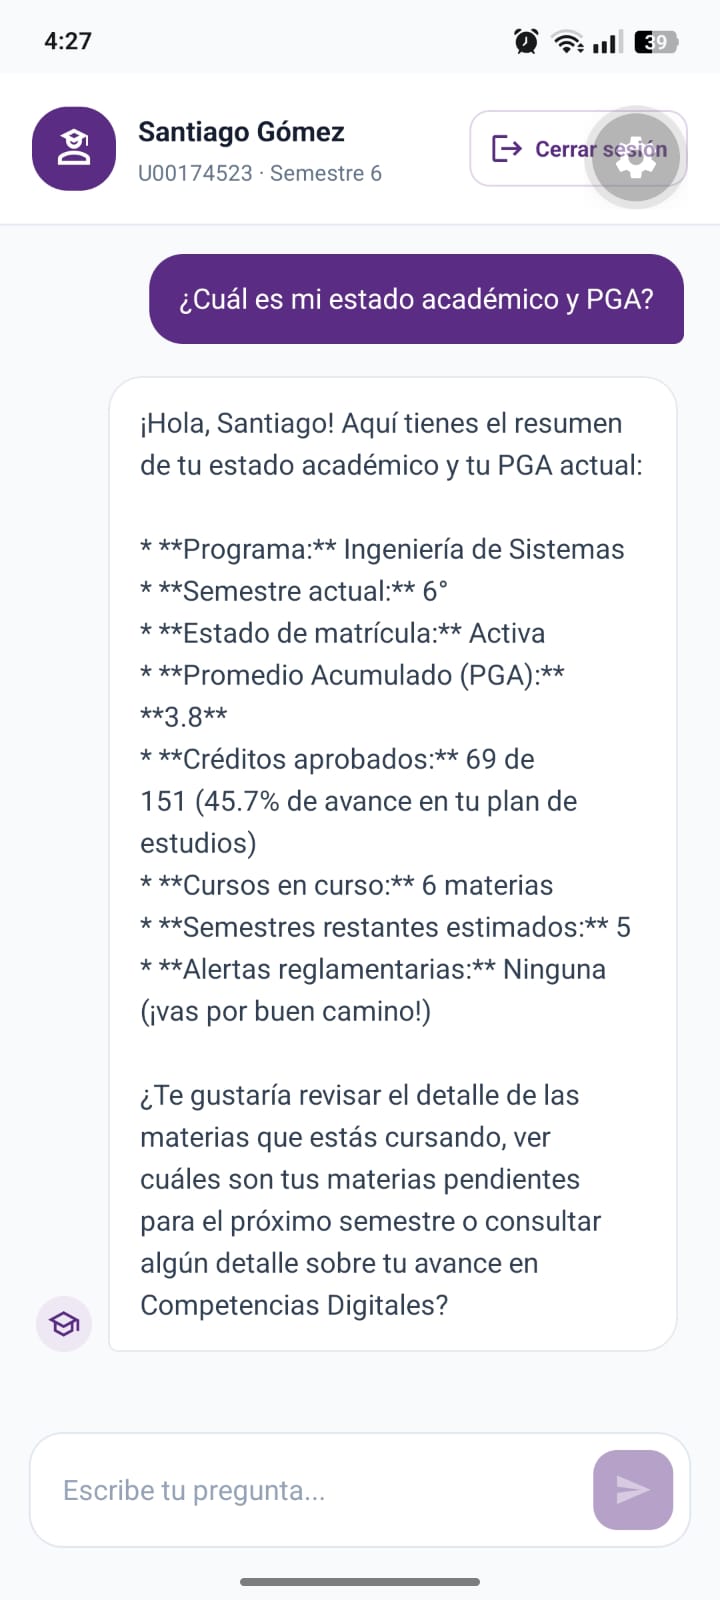 4:27
39
Santiago Gómez
U00174523 · Semestre 6
Cerrar sesión
¿Cuál es mi estado académico y PGA?
¡Hola, Santiago! Aquí tienes el resumen
de tu estado académico y tu PGA actual:
* **Programa:** Ingeniería de Sistemas
* **Semestre actual:** 6°
* **Estado de matrícula:** Activa
* **Promedio Acumulado (PGA):**
**3.8**
* **Créditos aprobados:** 69 de
151 (45.7% de avance en tu plan de
estudios)
* **Cursos en curso:** 6 materias
* **Semestres restantes estimados:** 5
* **Alertas reglamentarias:** Ninguna
(¡vas por buen camino!)
¿Te gustaría revisar el detalle de las
materias que estás cursando, ver
cuáles son tus materias pendientes
para el próximo semestre o consultar
algún detalle sobre tu avance en
Competencias Digitales?
Escribe tu pregunta...